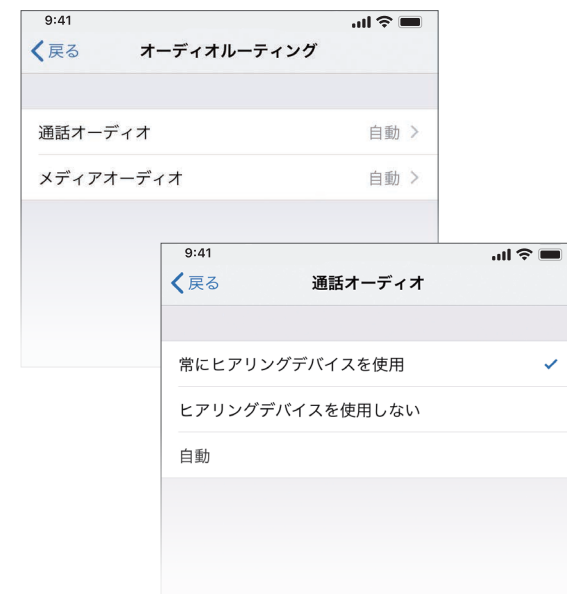 9:41
戻る オーディオルーティング
通話オーディオ 自動
メディアオーディオ 自動
9:41
戻る 通話オーディオ
常にヒアリングデバイスを使用
ヒアリングデバイスを使用しない
自動